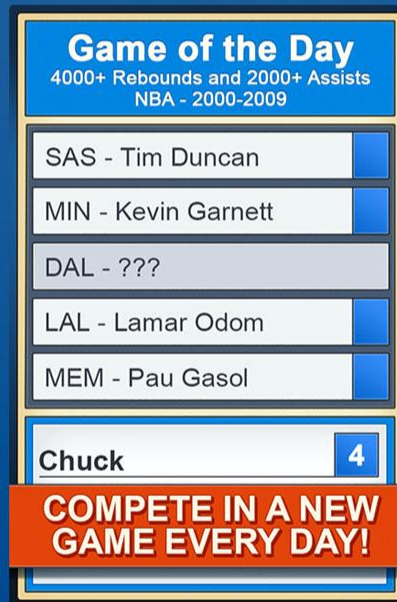 Game of the Day
4000+ Rebounds and 2000+ Assists
NBA - 2000-2009
SAS - Tim Duncan
MIN - Kevin Garnett
DAL - ???
LAL - Lamar Odom
MEM - Pau Gasol
Chuck 4
COMPETE IN A NEW
GAME EVERY DAY!